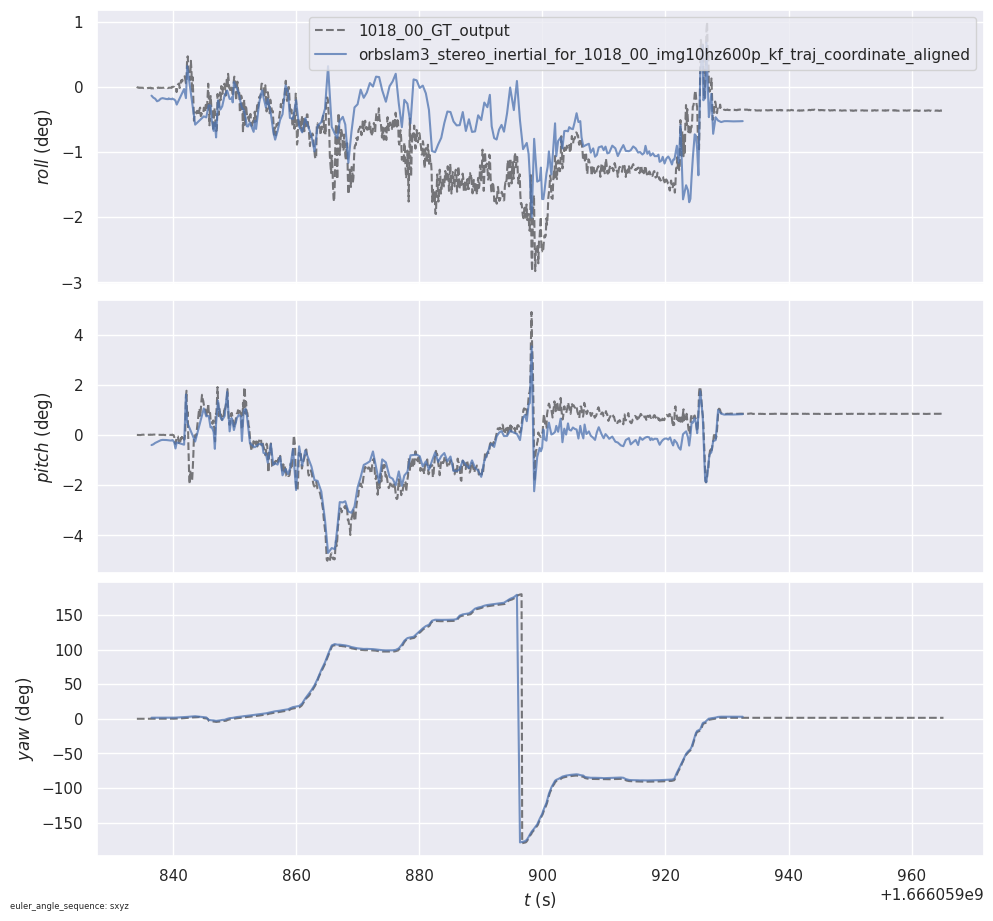 1018_00_GT_output
orbslam3_stereo_inertial_for_1018_00_img10hz600p_kf_traj_coordinate_aligned
1
0
−1
−2
−3
roll (deg)
4
2
0
−2
−4
pitch (deg)
150
100
50
0
−50
−100
−150
yaw (deg)
840 860 880 900 920 940 960
+1.666059e9
t (s)
euler_angle_sequence: sxyz